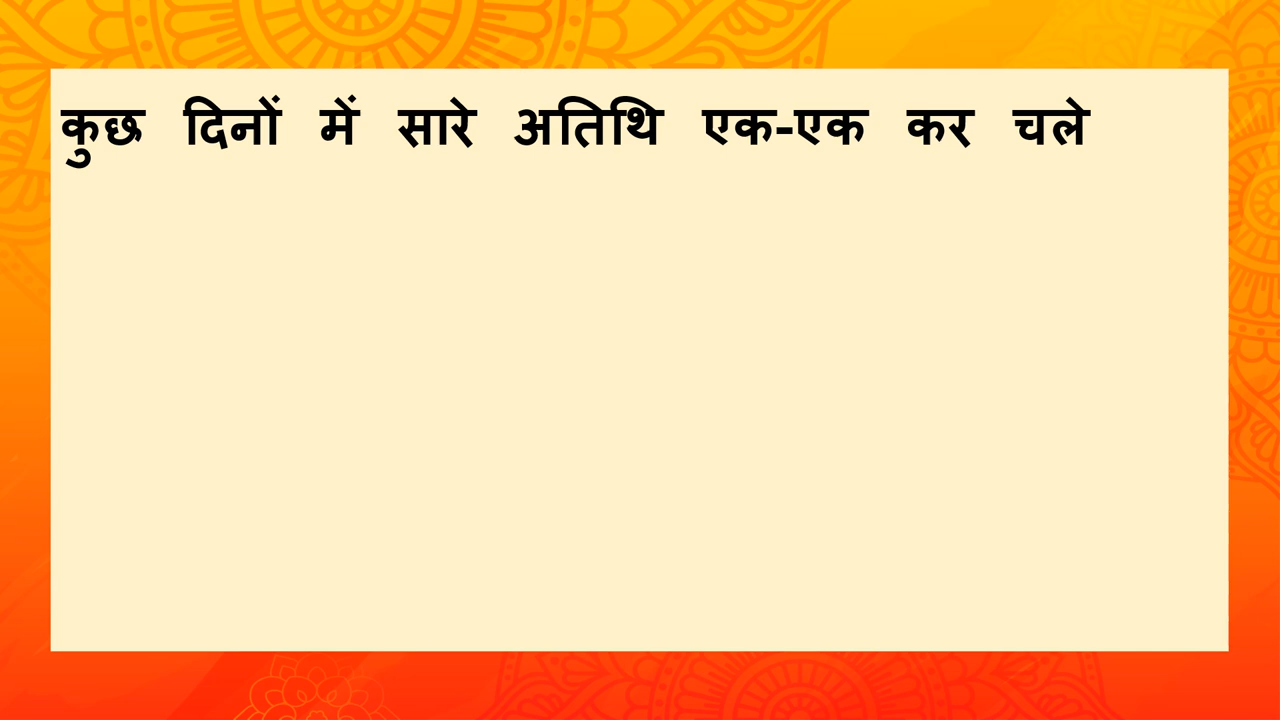 कुछ दिनों में सारे अतिथि एक-एक कर चले